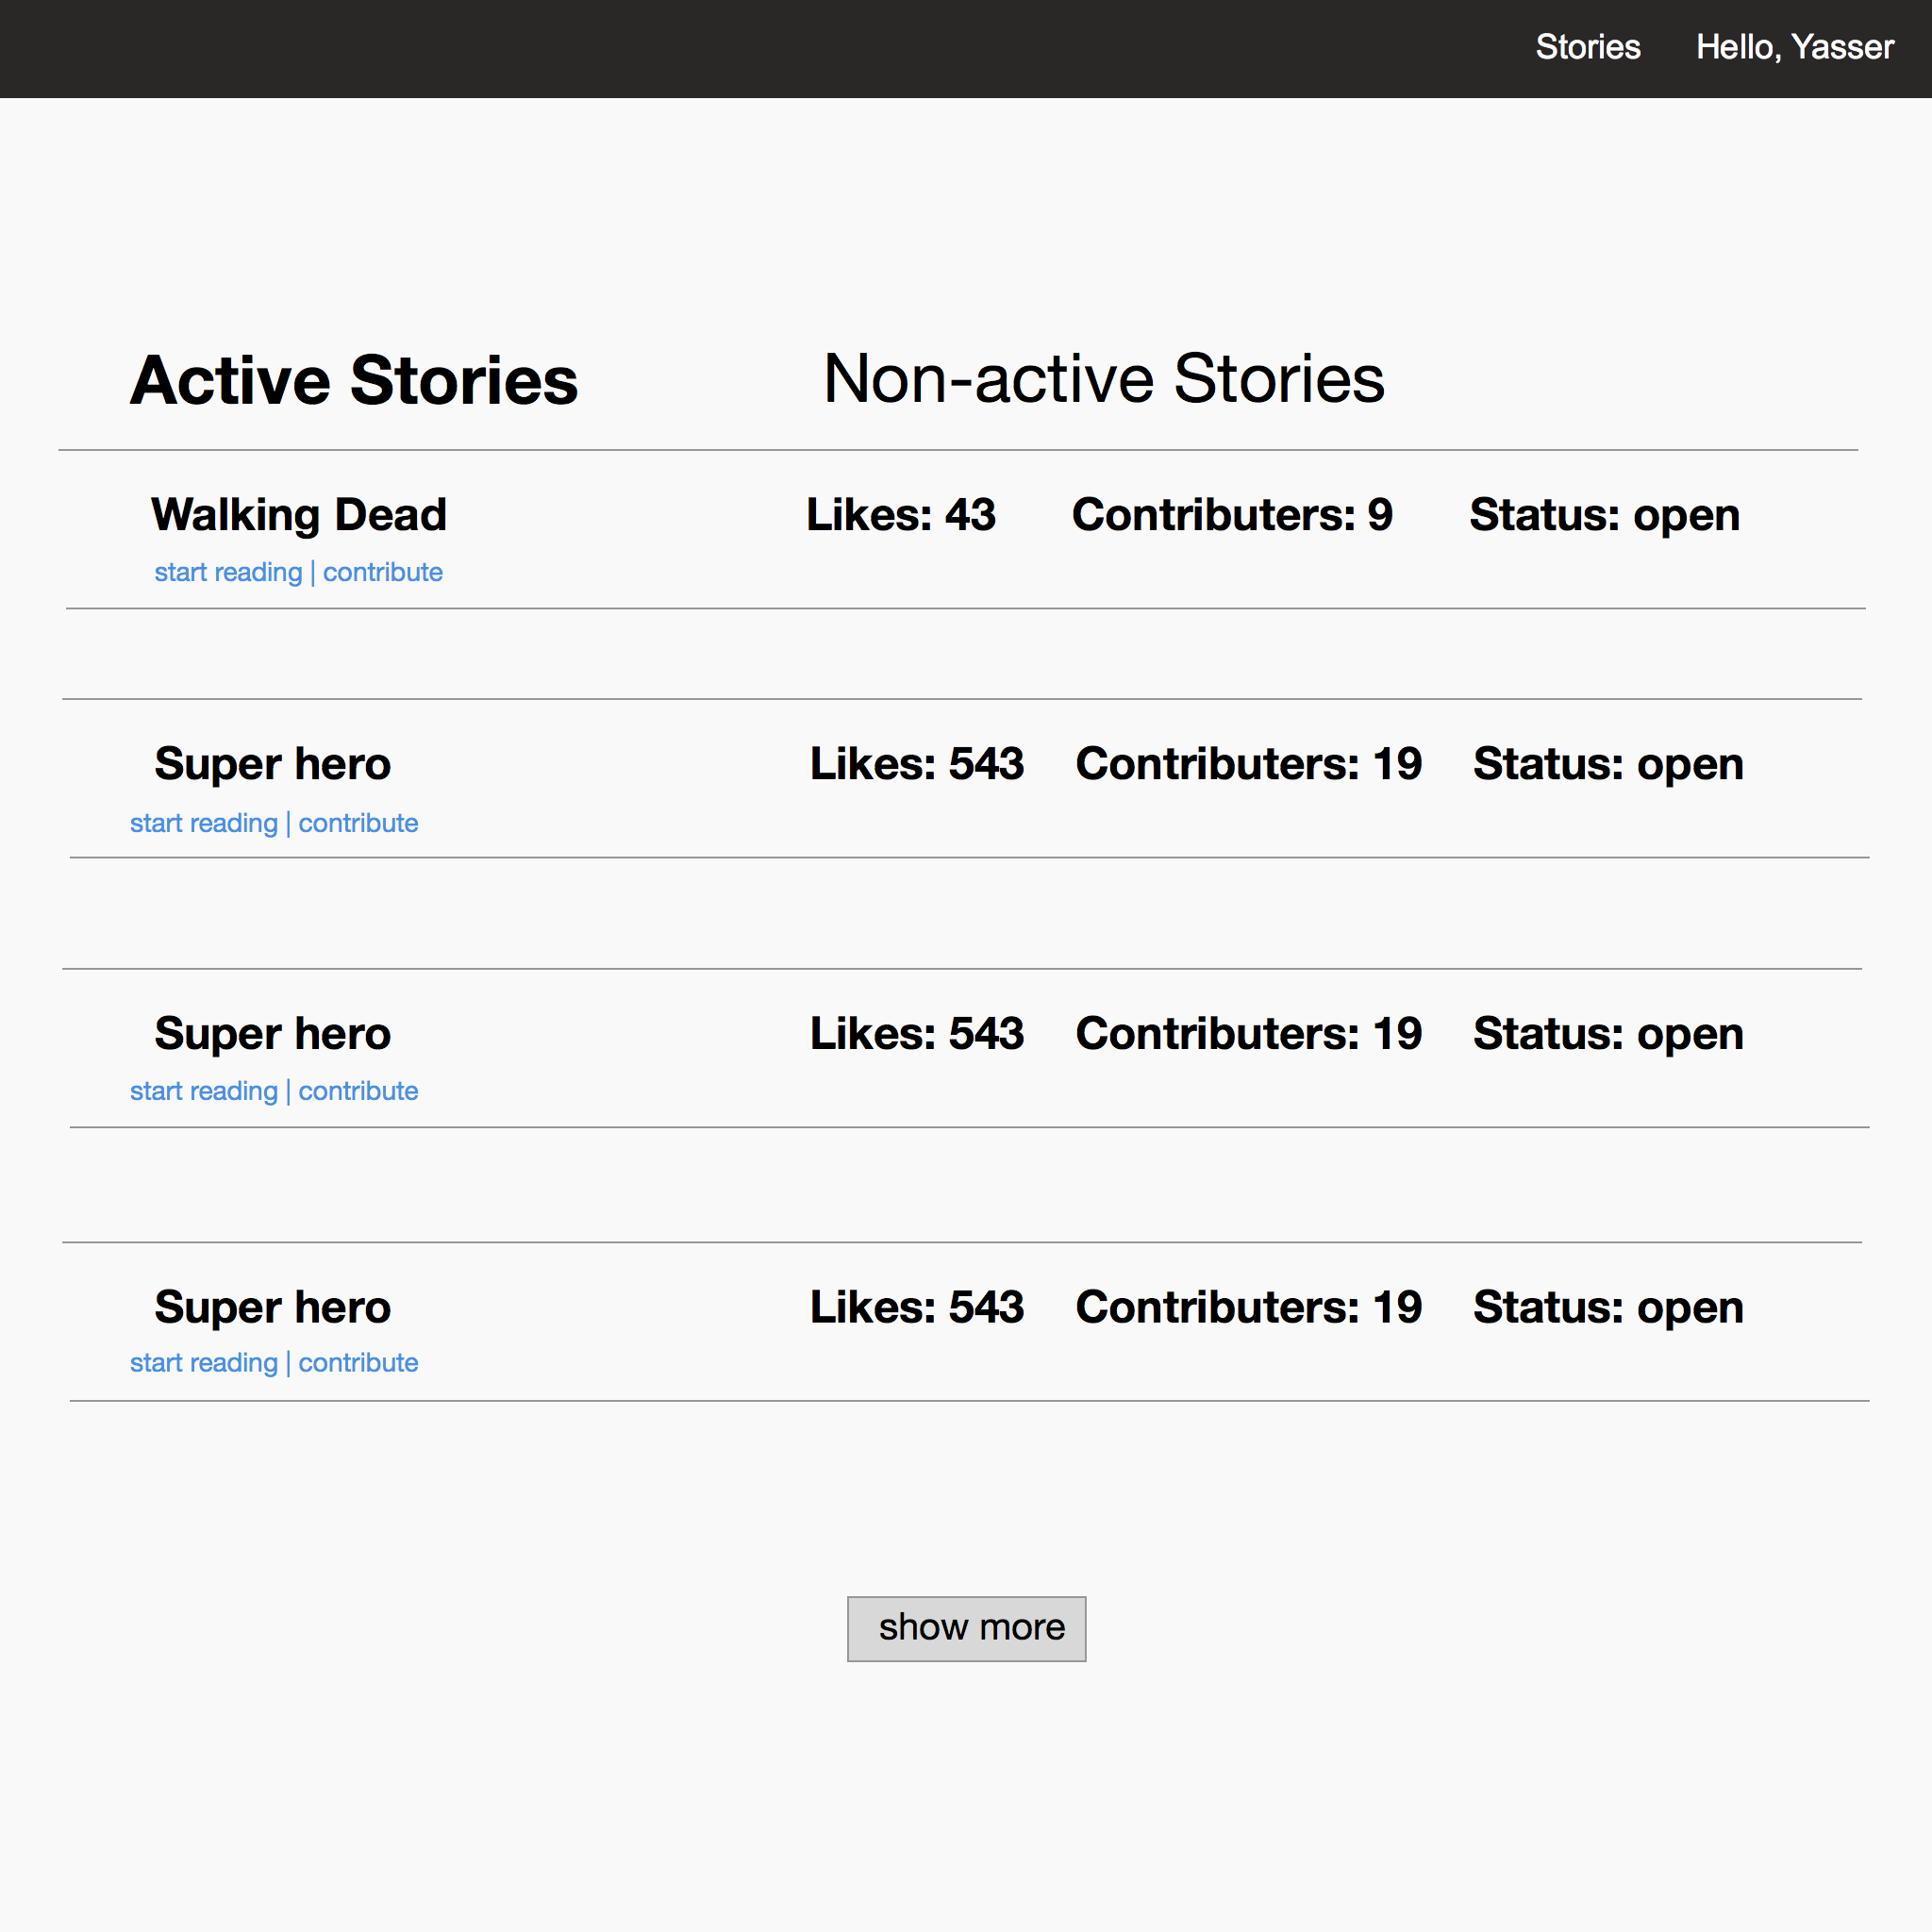 Stories Hello, Yasser
Active Stories Non-active Stories
Walking Dead Likes: 43 Contributers: 9 Status: open
start reading | contribute
Super hero Likes: 543 Contributers: 19 Status: open
start reading | contribute
Super hero Likes: 543 Contributers: 19 Status: open
start reading | contribute
Super hero Likes: 543 Contributers: 19 Status: open
start reading | contribute
show more